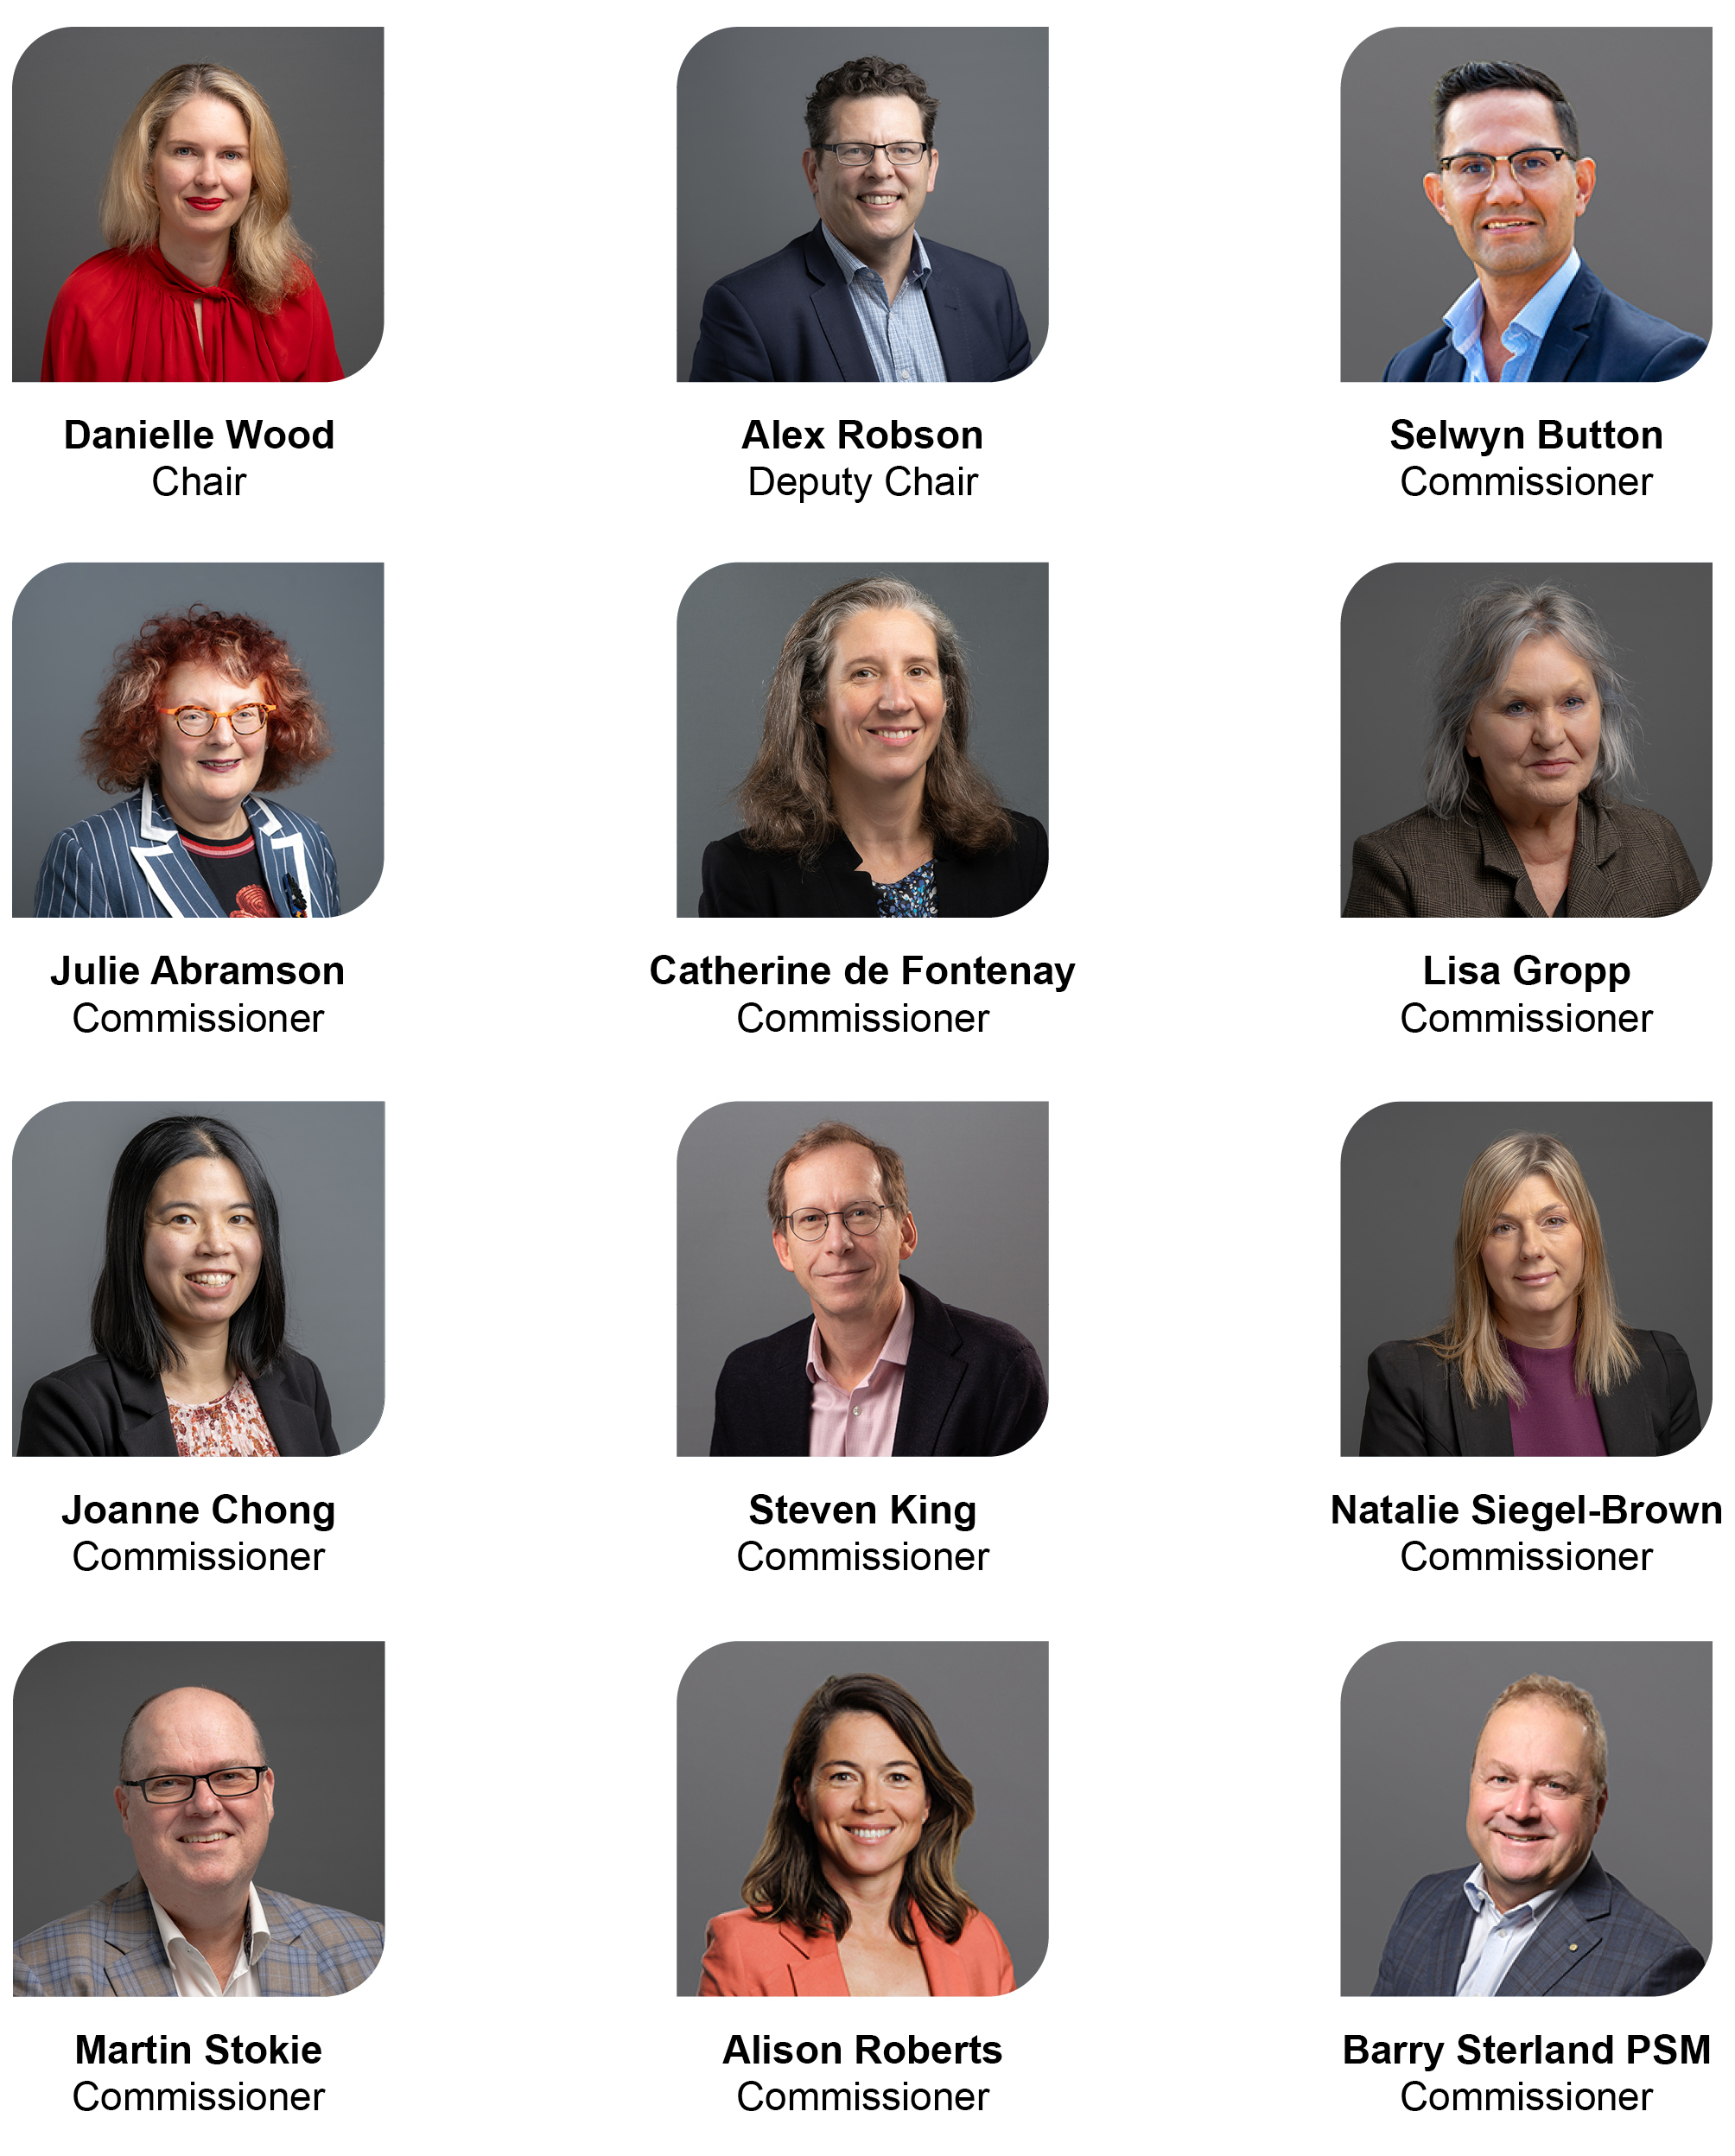 Danielle Wood
Chair
Alex Robson
Deputy Chair
Selwyn Button
Commissioner
Julie Abramson
Commissioner
Catherine de Fontenay
Commissioner
Lisa Gropp
Commissioner
Joanne Chong
Commissioner
Steven King
Commissioner
Natalie Siegel-Brown
Commissioner
Martin Stokie
Commissioner
Alison Roberts
Commissioner
Barry Sterland PSM
Commissioner